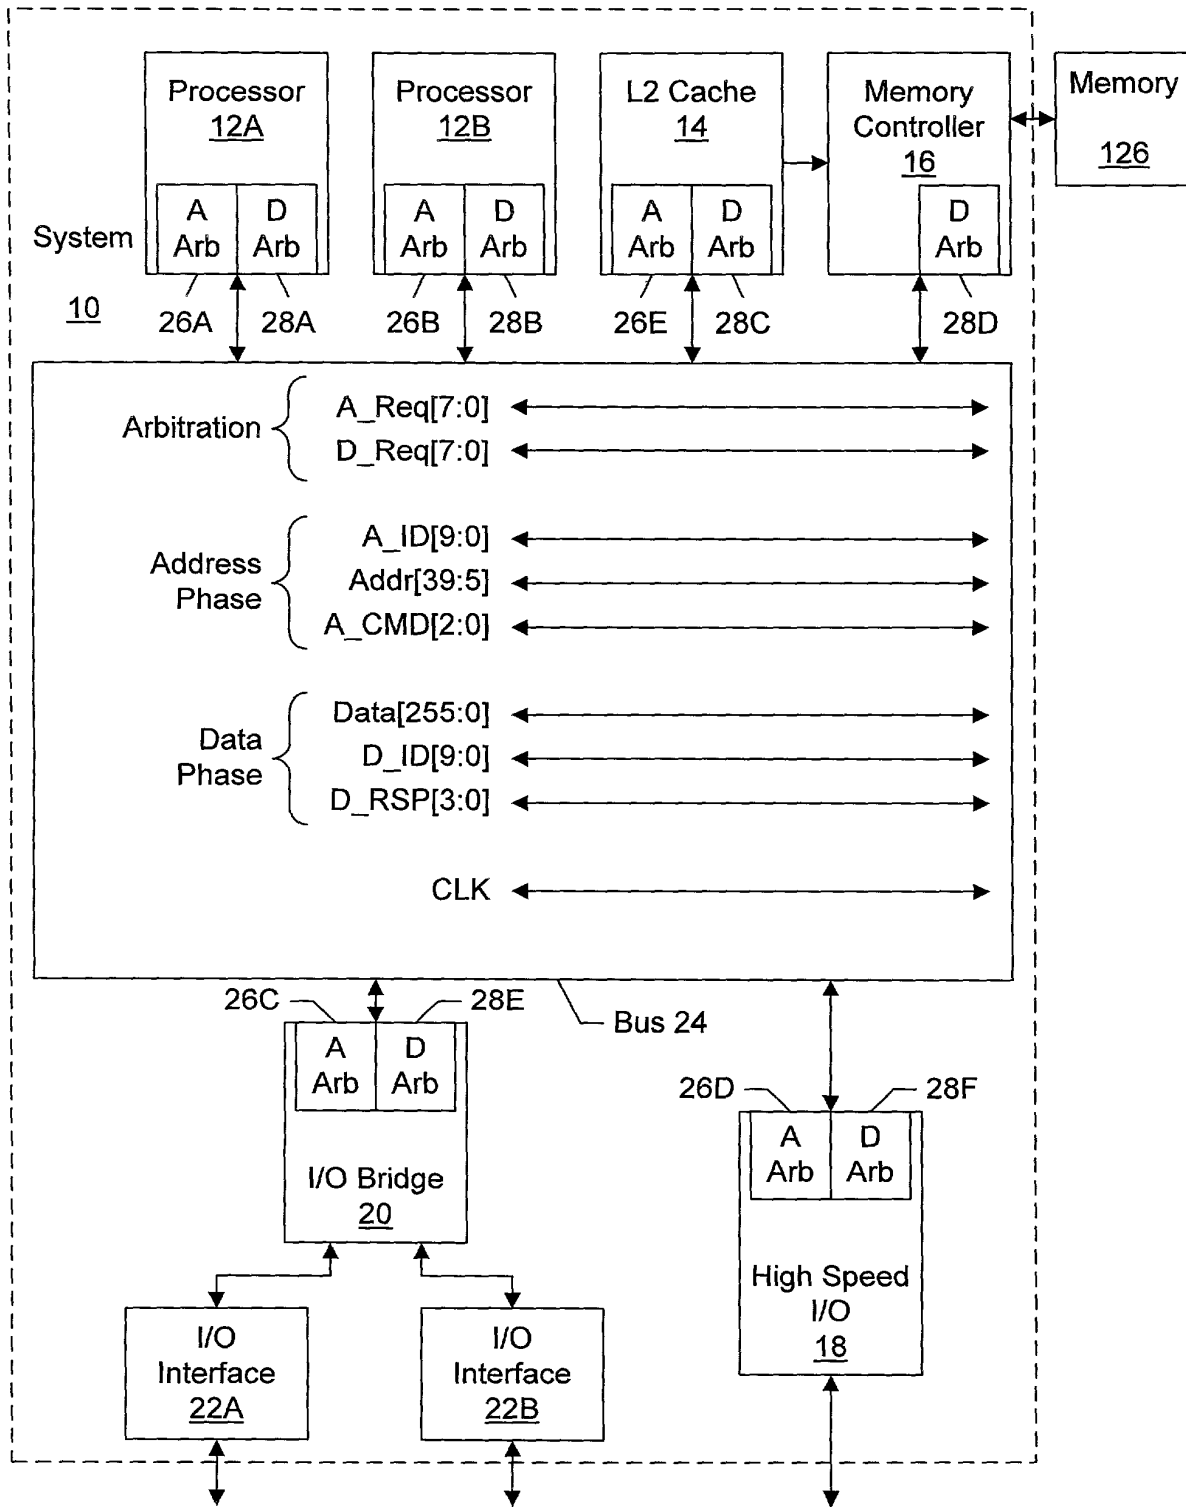 Processor
12A
A
Arb
D
Arb
Processor
12B
A
Arb
D
Arb
L2 Cache
14
A
Arb
D
Arb
Memory
Controller
16
D
Arb
Memory
126
System
10
26A
28A
26B
28B
26E
28C
28D
Arbitration
A_Req[7:0]
D_Req[7:0]
Address
Phase
A_ID[9:0]
Addr[39:5]
A_CMD[2:0]
Data
Phase
Data[255:0]
D_ID[9:0]
D_RSP[3:0]
CLK
Bus 24
26C
28E
A
Arb
D
Arb
I/O Bridge
20
26D
28F
A
Arb
D
Arb
High Speed
I/O
18
I/O
Interface
22A
I/O
Interface
22B